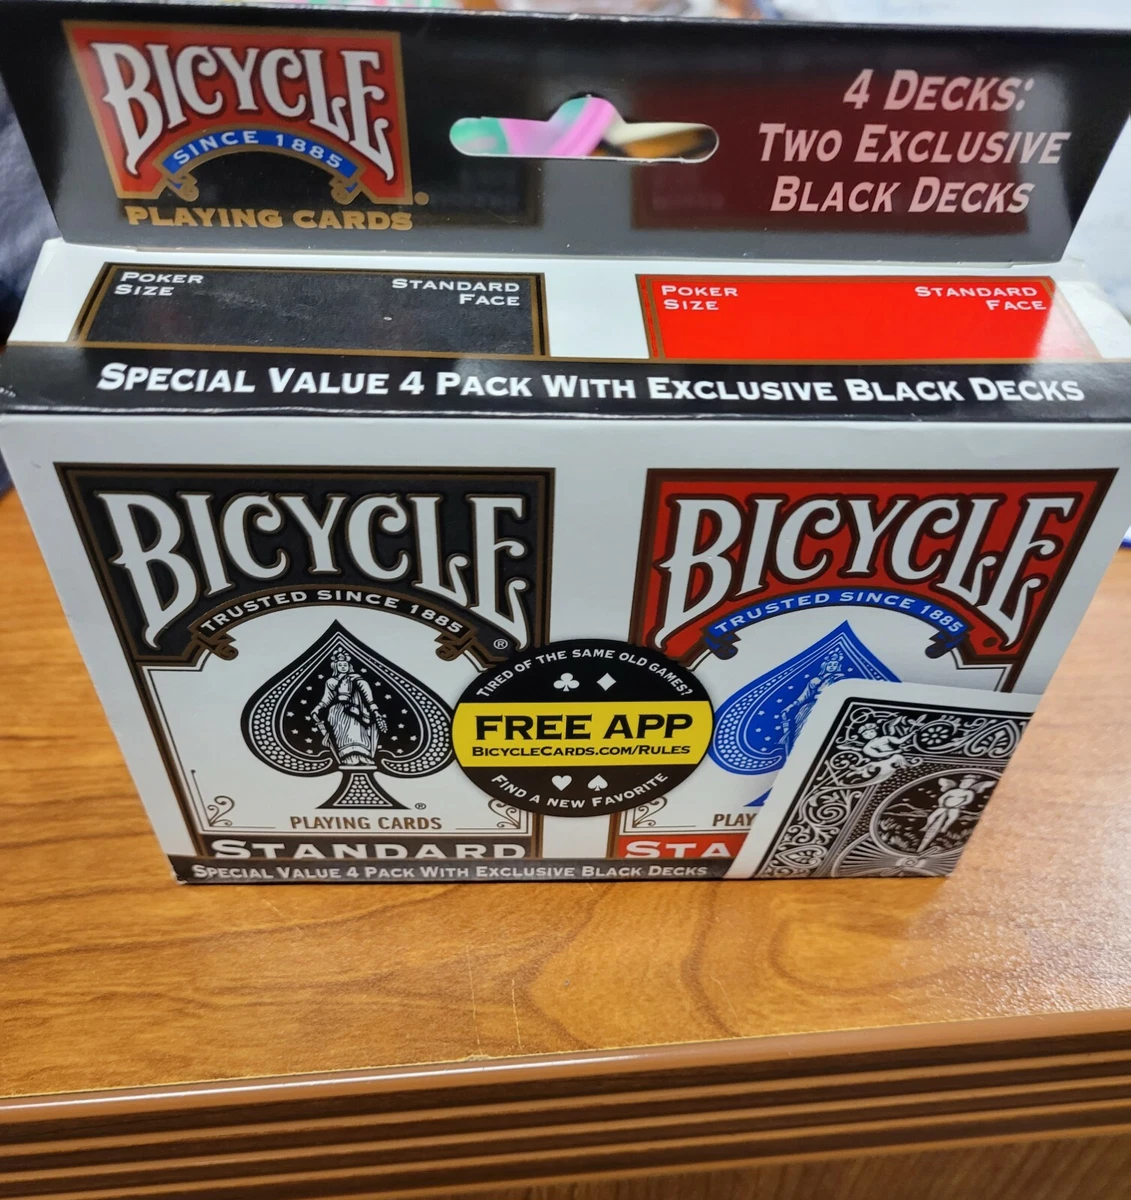 BICYCLE
SINCE 1885
PLAYING CARDS
4 DECKS:
TWO EXCLUSIVE
BLACK DECKS
POKER
SIZE
STANDARD
FACE
POKER
SIZE
STANDARD
FACE
SPECIAL VALUE 4 PACK WITH EXCLUSIVE BLACK DECKS
BICYCLE
TRUSTED SINCE 1885
®
®
PLAYING CARDS
STANDARD
BICYCLE
TRUSTED SINCE 1885
PLAY
STA
TIRED OF THE SAME OLD GAMES?
FREE APP
BICYCLECARDS.COM/RULES
FIND A NEW FAVORITE
SPECIAL VALUE 4 PACK WITH EXCLUSIVE BLACK DECKS